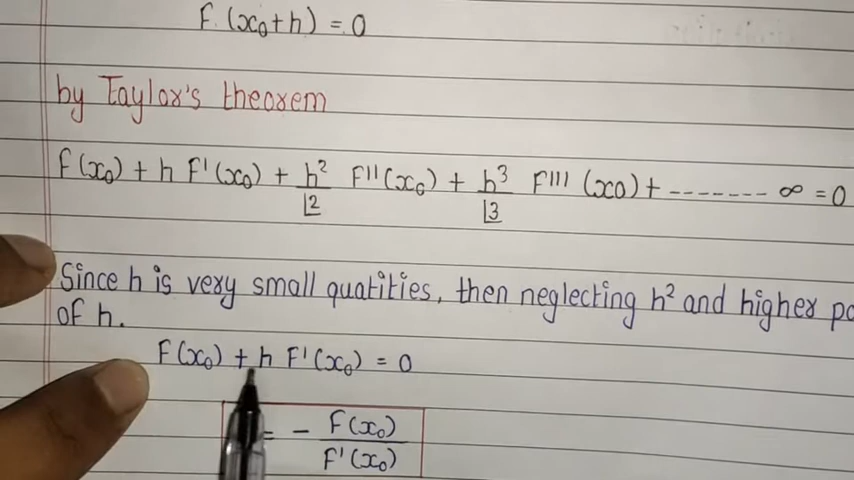 F (x₀+h) = 0
by Taylor's theorem
F(x₀) + h F'(x₀) + h²/⌊2 F''(x₀) + h³/⌊3 F'''(x0) + ------- ∞ = 0
Since h is very small quatities, then neglecting h² and higher po
of h.
F(x₀) + h F'(x₀) = 0
= - F(x₀)/F'(x₀)